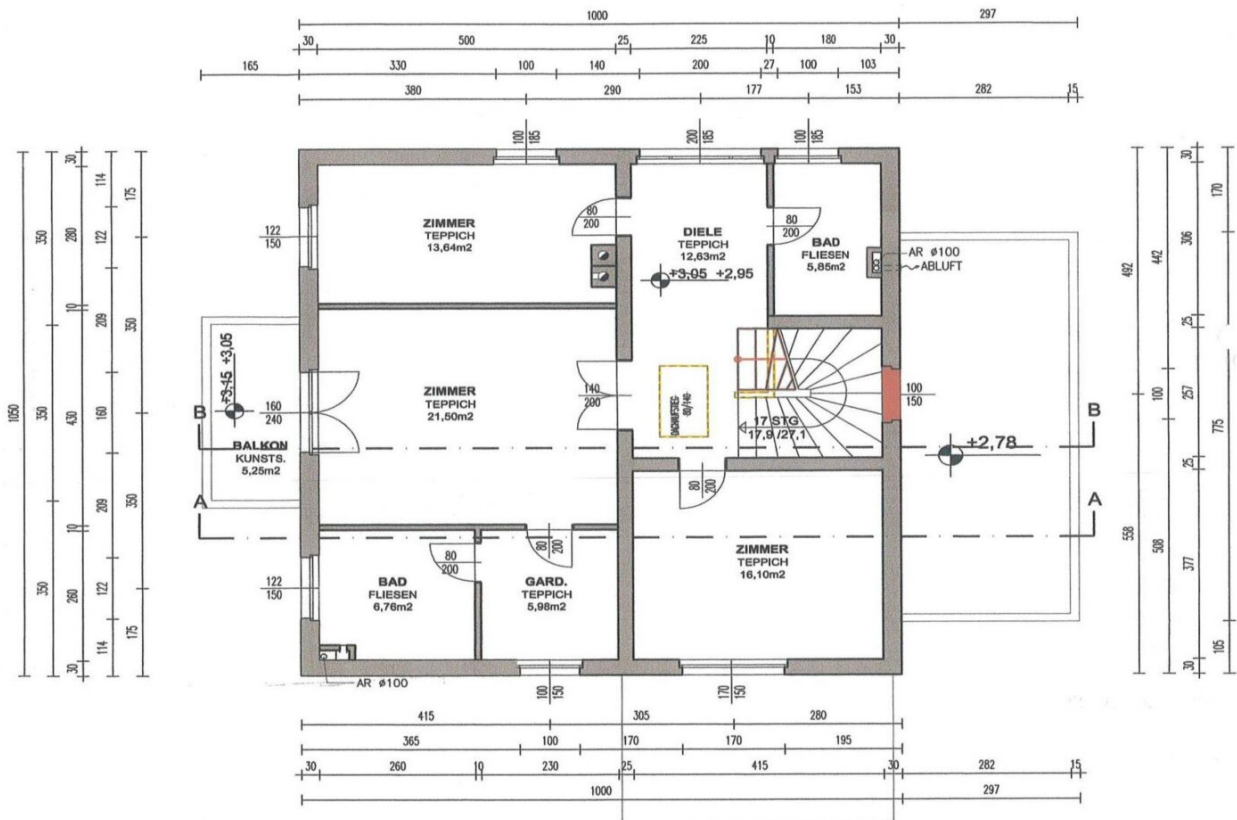 1000 297
30 500 25 225 10 180 30
165 330 100 140 200 27 100 103
380 290 177 153 282 15
100 185
200 185
100 185
122
150
ZIMMER
TEPPICH
13,64m2
80
200
DIELE
TEPPICH
12,63m2
+3,05 +2,95
80
200
BAD
FLIESEN
5,85m2
AR ø100
ABLUFT
+3,15 +3,05
160
240
ZIMMER
TEPPICH
21,50m2
140
200
80/140
17 STG
17,9 /27,1
100
150
B
B
BALKON
KUNSTS.
5,25m2
+2,78
A
A
80
200
80
200
80
200
ZIMMER
TEPPICH
16,10m2
122
150
BAD
FLIESEN
6,76m2
GARD.
TEPPICH
5,98m2
AR ø100
100 150
170 150
1050
350 350 350
30 280 10 430 10 260 30
114 122 209 160 209 122 114
175 350 350 175
492 558
442 100 508
30 306 25 257 25 377 30
170 775 105
415 305 280
365 100 170 170 195
30 260 10 230 25 415 30 282 15
1000 297